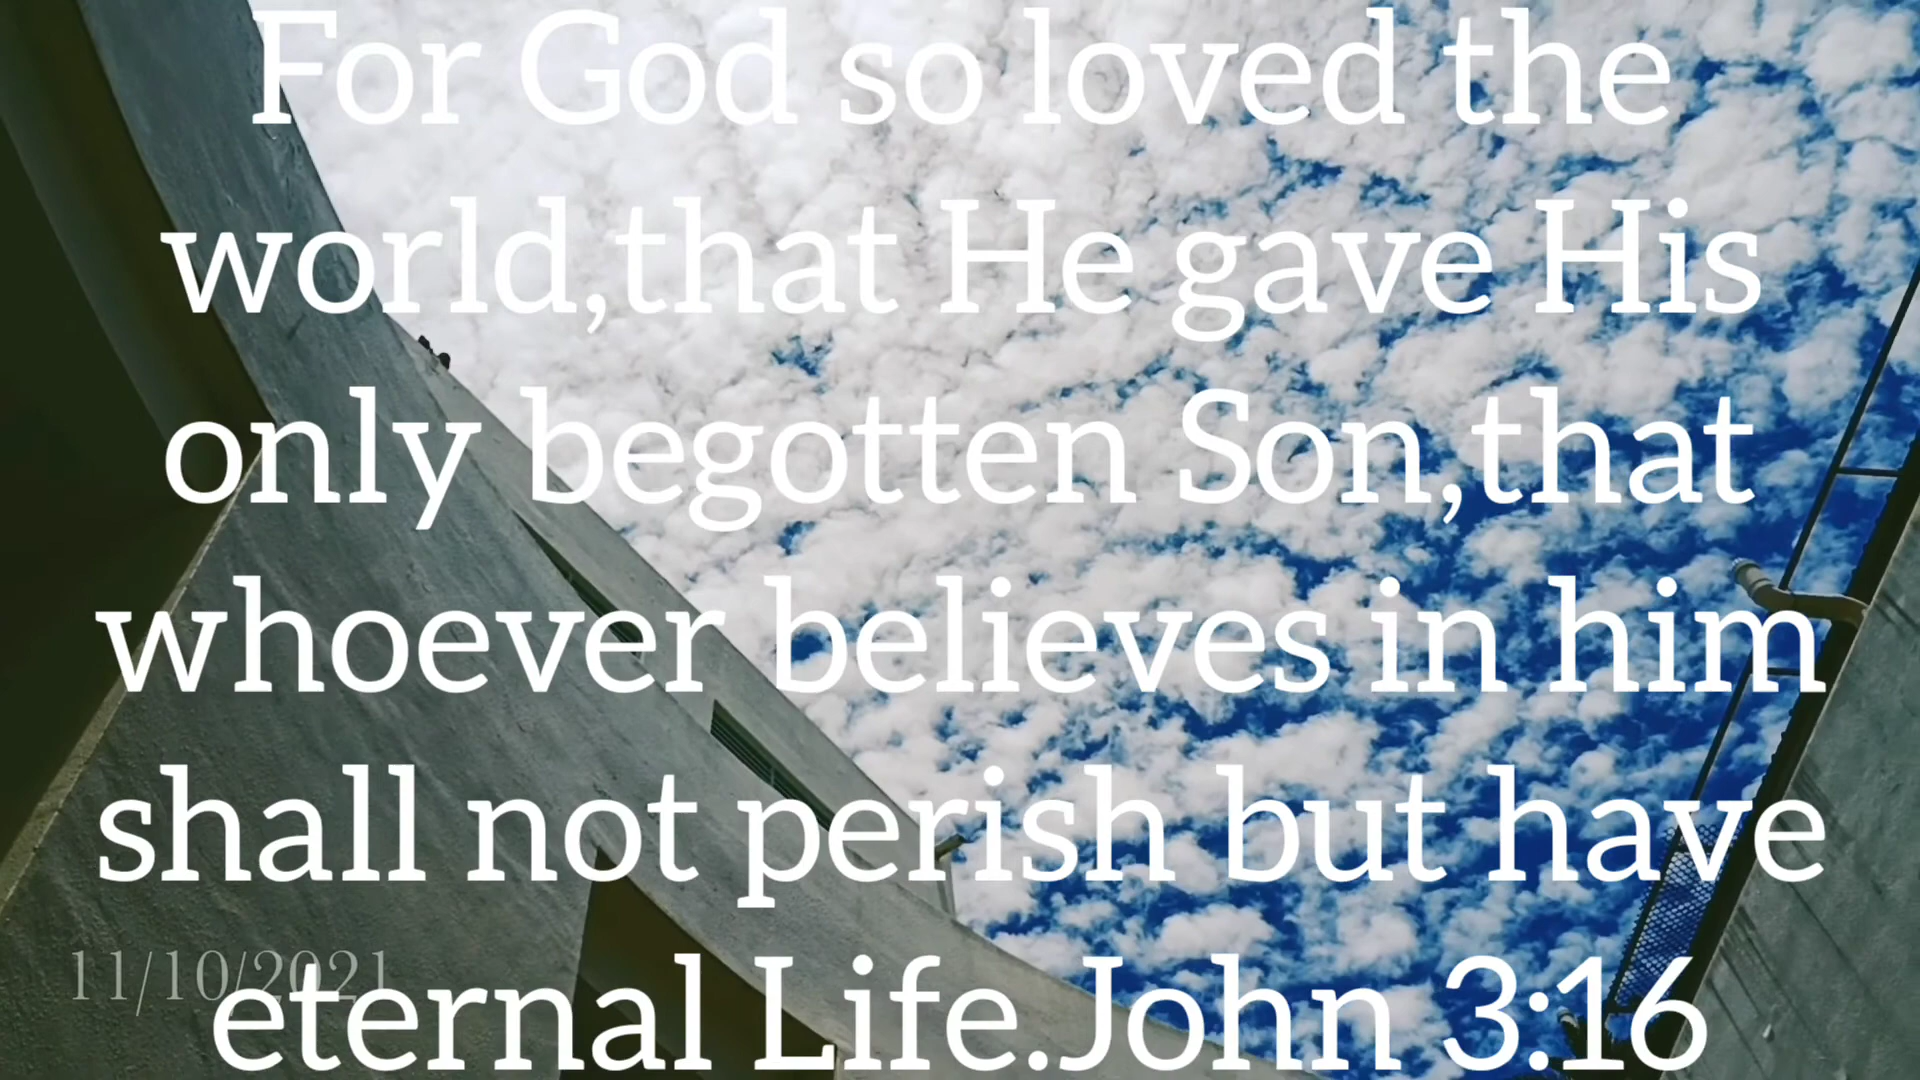 For God so loved the
world,that He gave His
only begotten Son,that
whoever believes in him
shall not perish but have
11/10/2021
eternal Life.John 3:16